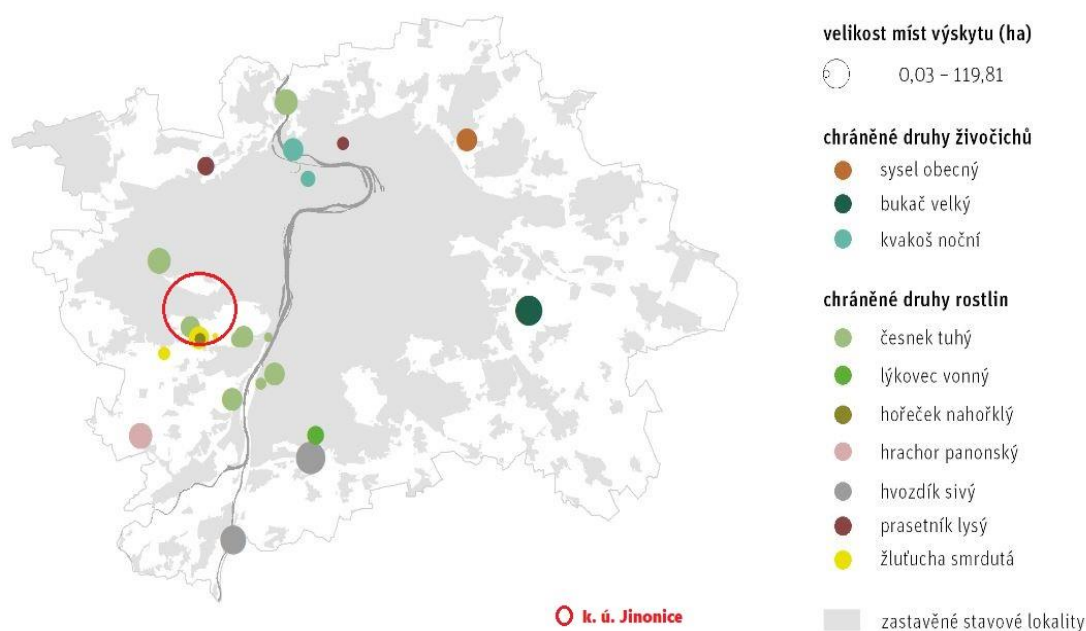 velikost míst výskytu (ha)
0,03 – 119,81
chráněné druhy živočichů
sysel obecný
bukač velký
kvakoš noční
chráněné druhy rostlin
česnek tuhý
lýkovec vonný
hořeček nahořklý
hrachor panonský
hvozdík sivý
prasetník lysý
žluťucha smrdutá
k. ú. Jinonice
zastavěné stavové lokality